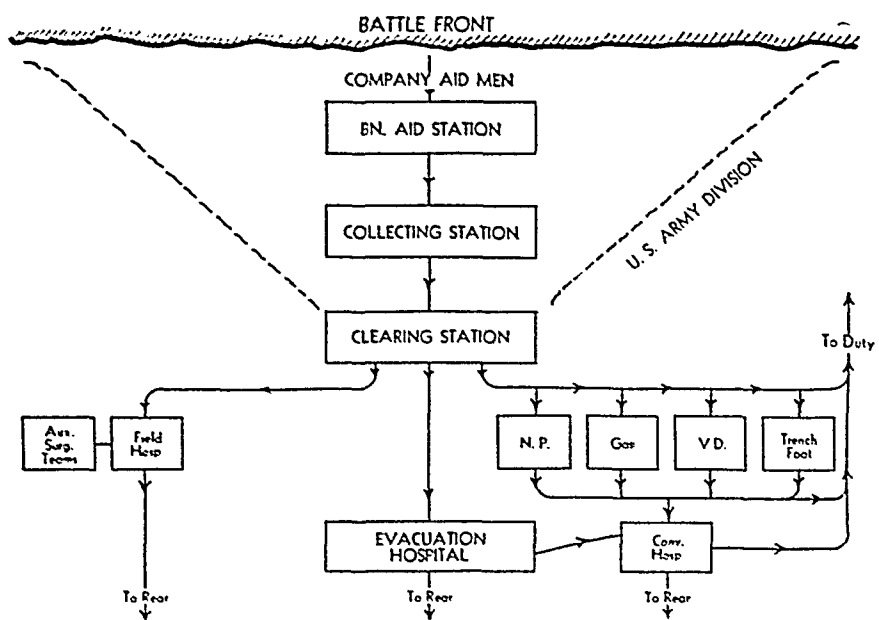 BATTLE FRONT
COMPANY AID MEN
BN. AID STATION
COLLECTING STATION
U. S. ARMY DIVISION
CLEARING STATION
To Duty
Aux.
Surg.
Teams
Field
Hosp
N. P.
Gas
V.D.
Trench
Foot
EVACUATION
HOSPITAL
Conv.
Hosp
To Rear
To Rear
To Rear